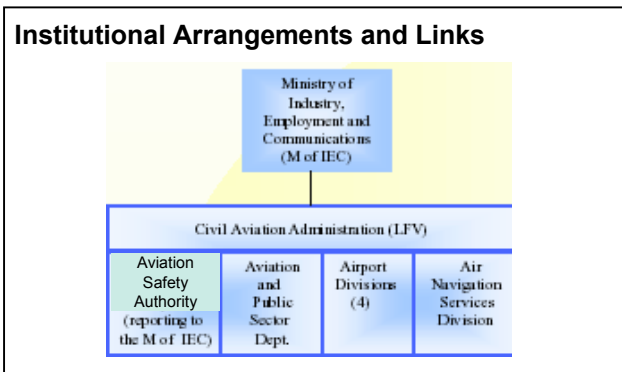 Institutional Arrangements and Links
Ministry of
Industry,
Employment and
Communications
(M of IEC)
Civil Aviation Administration (LFV)
Aviation
Safety
Authority
(reporting to
the M of IEC)
Aviation
and
Public
Sector
Dept.
Airport
Divisions
(4)
Air
Navigation
Services
Division